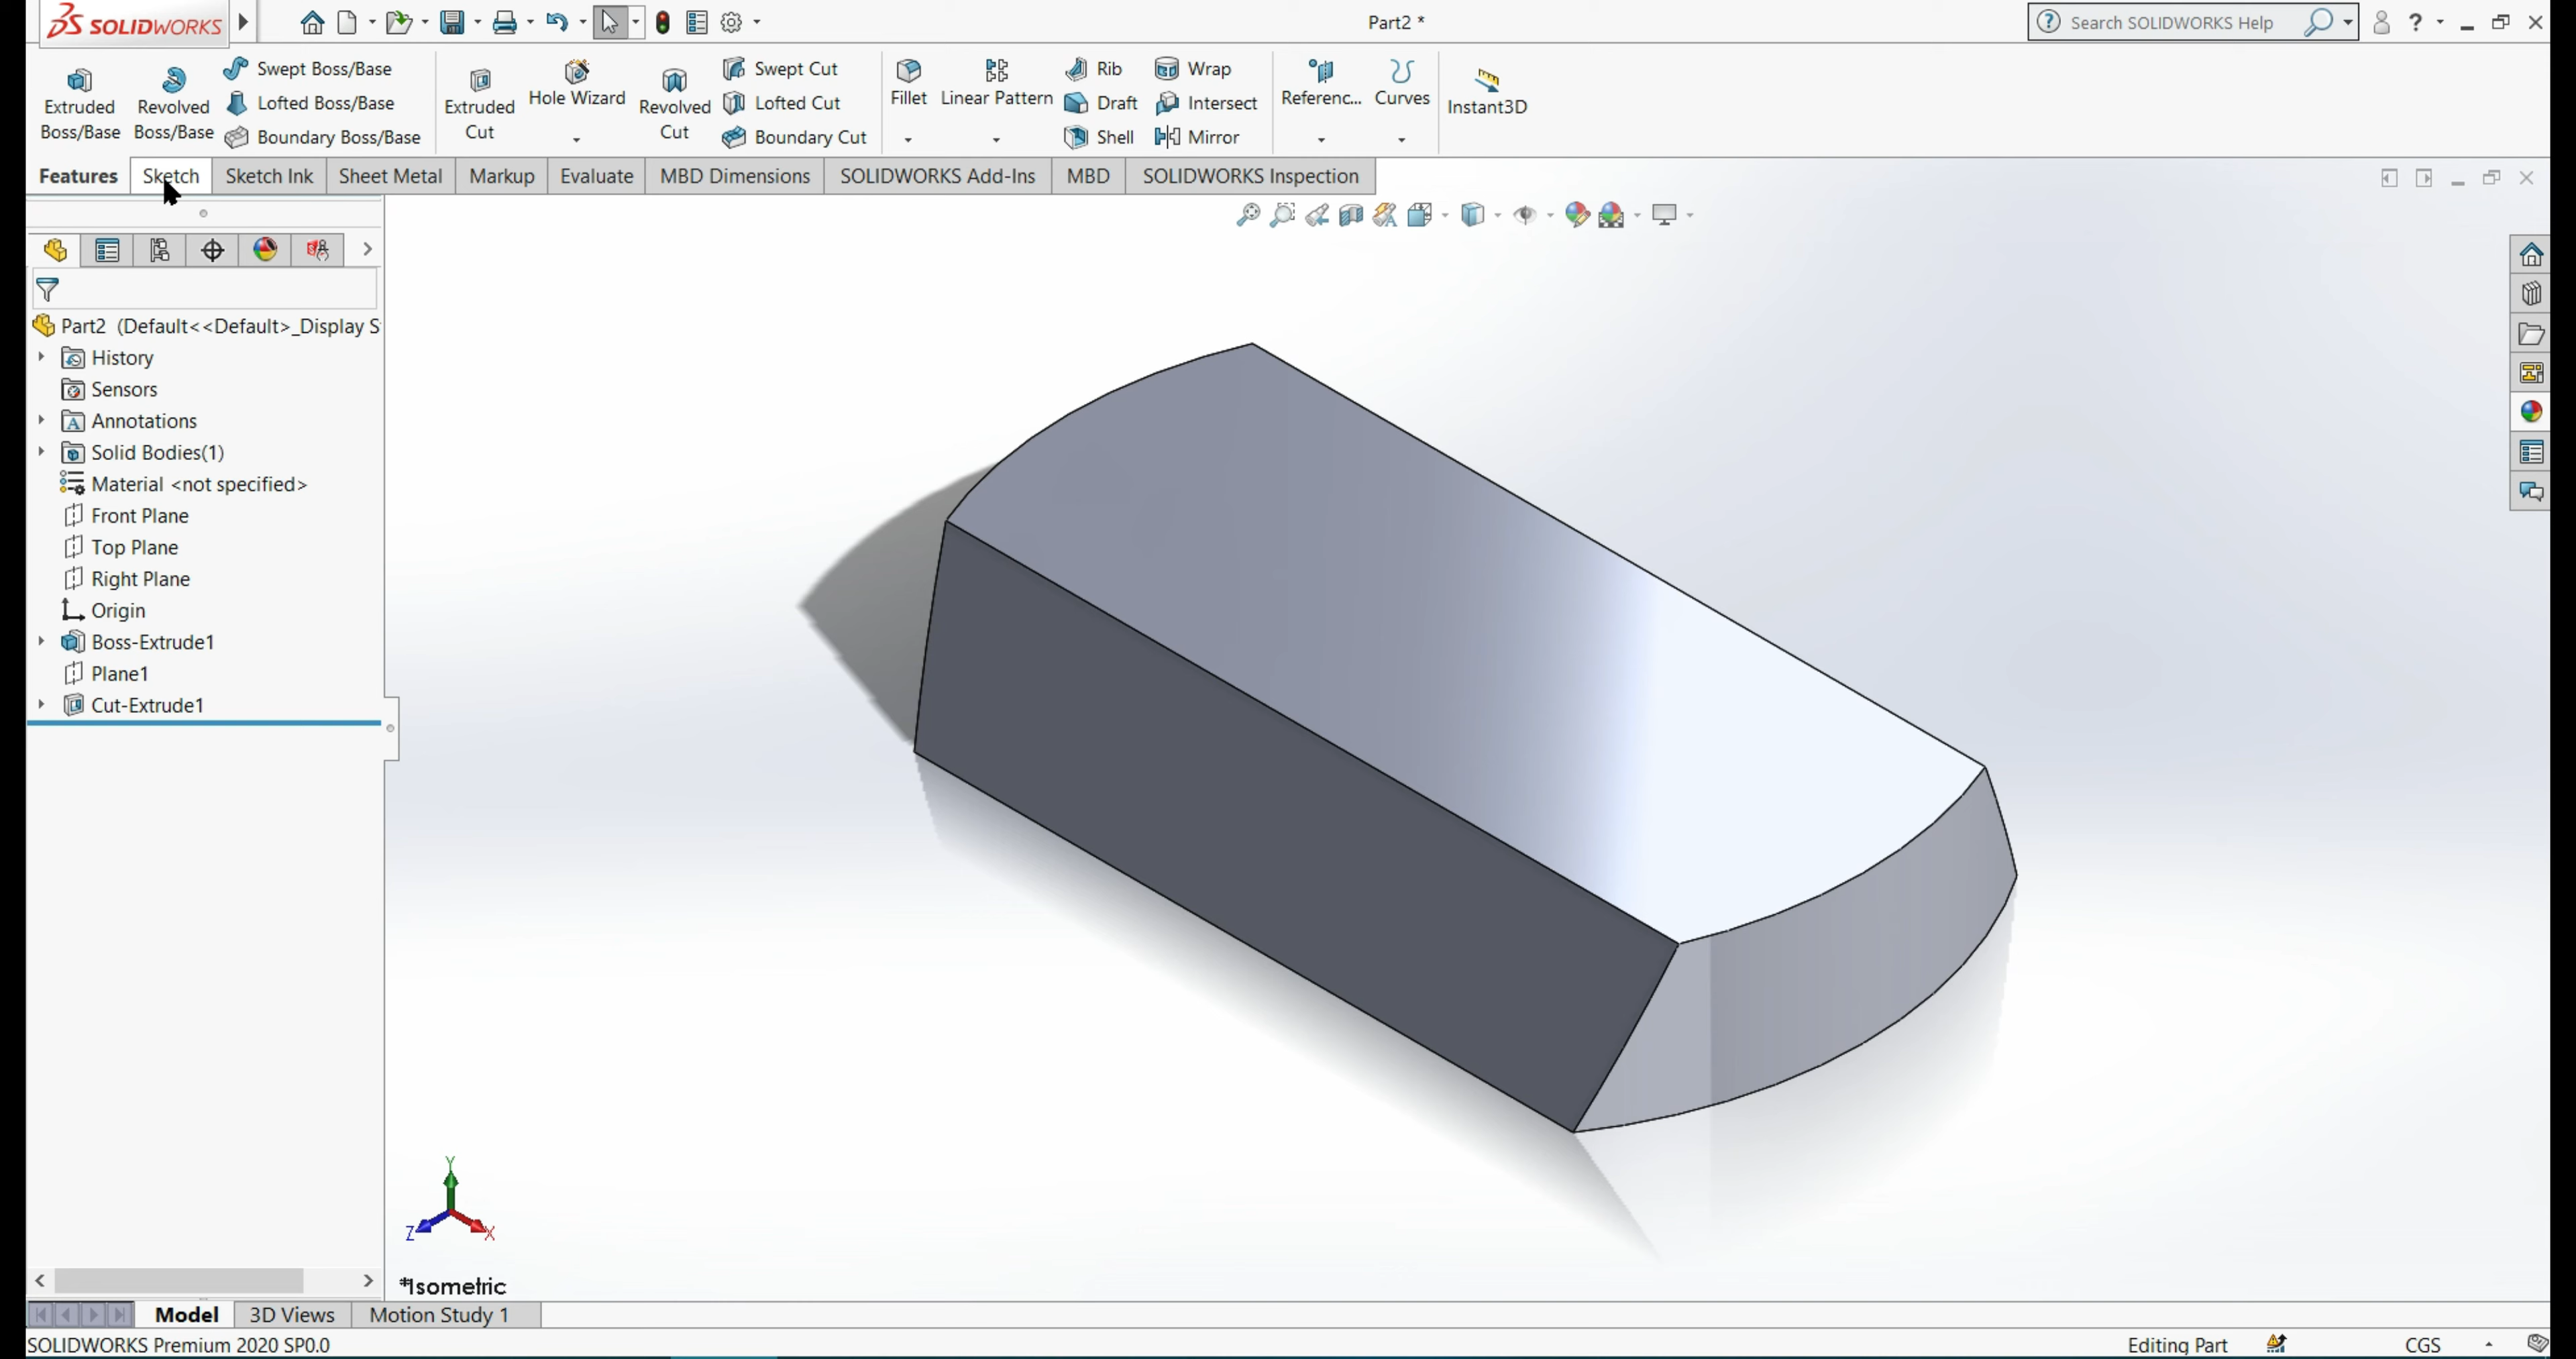 SOLIDWORKS
Part2 *
Search SOLIDWORKS Help
?
Extruded Boss/Base
Revolved Boss/Base
Swept Boss/Base
Lofted Boss/Base
Boundary Boss/Base
Extruded Cut
Hole Wizard
Revolved Cut
Swept Cut
Lofted Cut
Boundary Cut
Fillet
Linear Pattern
Rib
Draft
Shell
Wrap
Intersect
Mirror
Referenc...
Curves
Instant3D
Features
Sketch
Sketch Ink
Sheet Metal
Markup
Evaluate
MBD Dimensions
SOLIDWORKS Add-Ins
MBD
SOLIDWORKS Inspection
Part2 (Default<<Default>_Display S
History
Sensors
Annotations
Solid Bodies(1)
Material <not specified>
Front Plane
Top Plane
Right Plane
Origin
Boss-Extrude1
Plane1
Cut-Extrude1
Y
Z
X
*Isometric
Model
3D Views
Motion Study 1
SOLIDWORKS Premium 2020 SP0.0
Editing Part
CGS